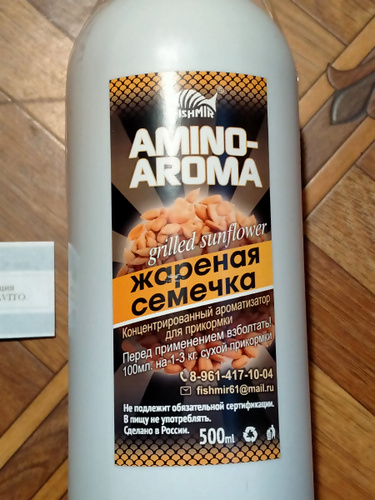 FISHMIR
AMINO-
AROMA
grilled sunflower
жареная
семечка
Концентрированный ароматизатор
для прикормки
Перед применением взболтать!
100мл. на 1-3 кг. сухой прикормки
8-961-417-10-04
fishmir61@mail.ru
Не подлежит обязательной сертификации.
В пищу не употреблять.
Сделано в России.
500ml